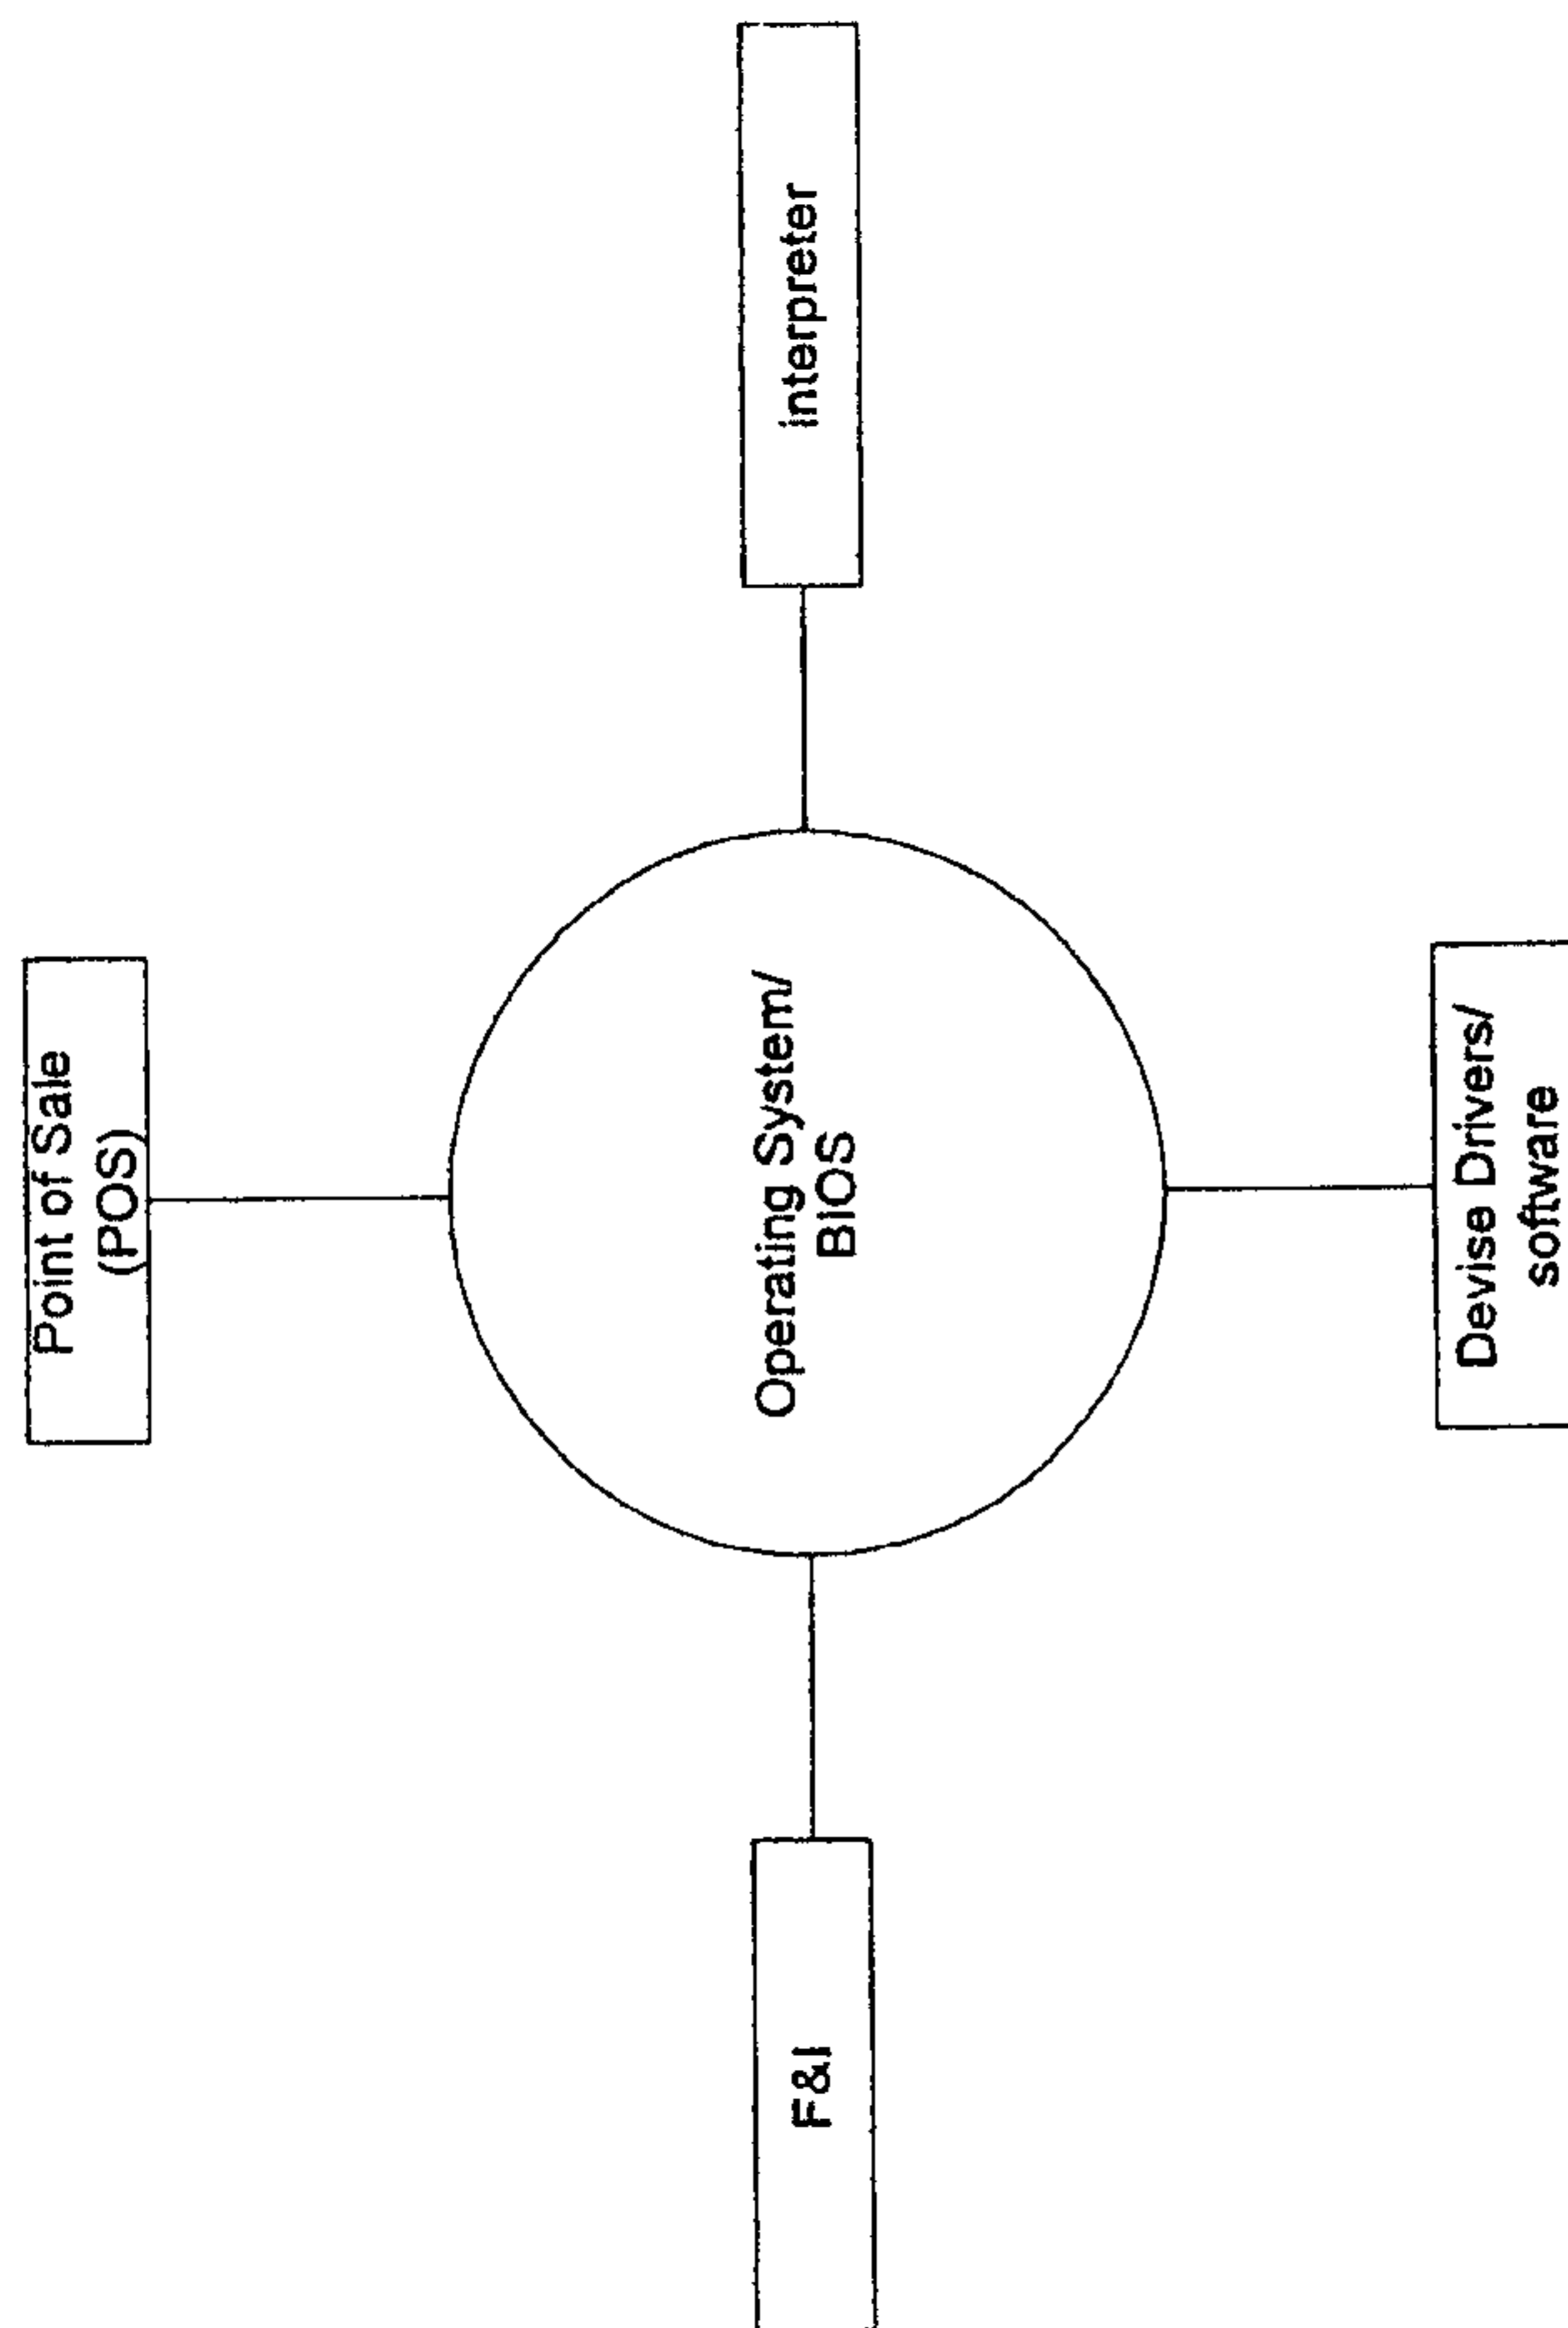 Point of Sale
(POS)
F&I
Operating System/
BIOS
interpreter
Devise Drivers/
software